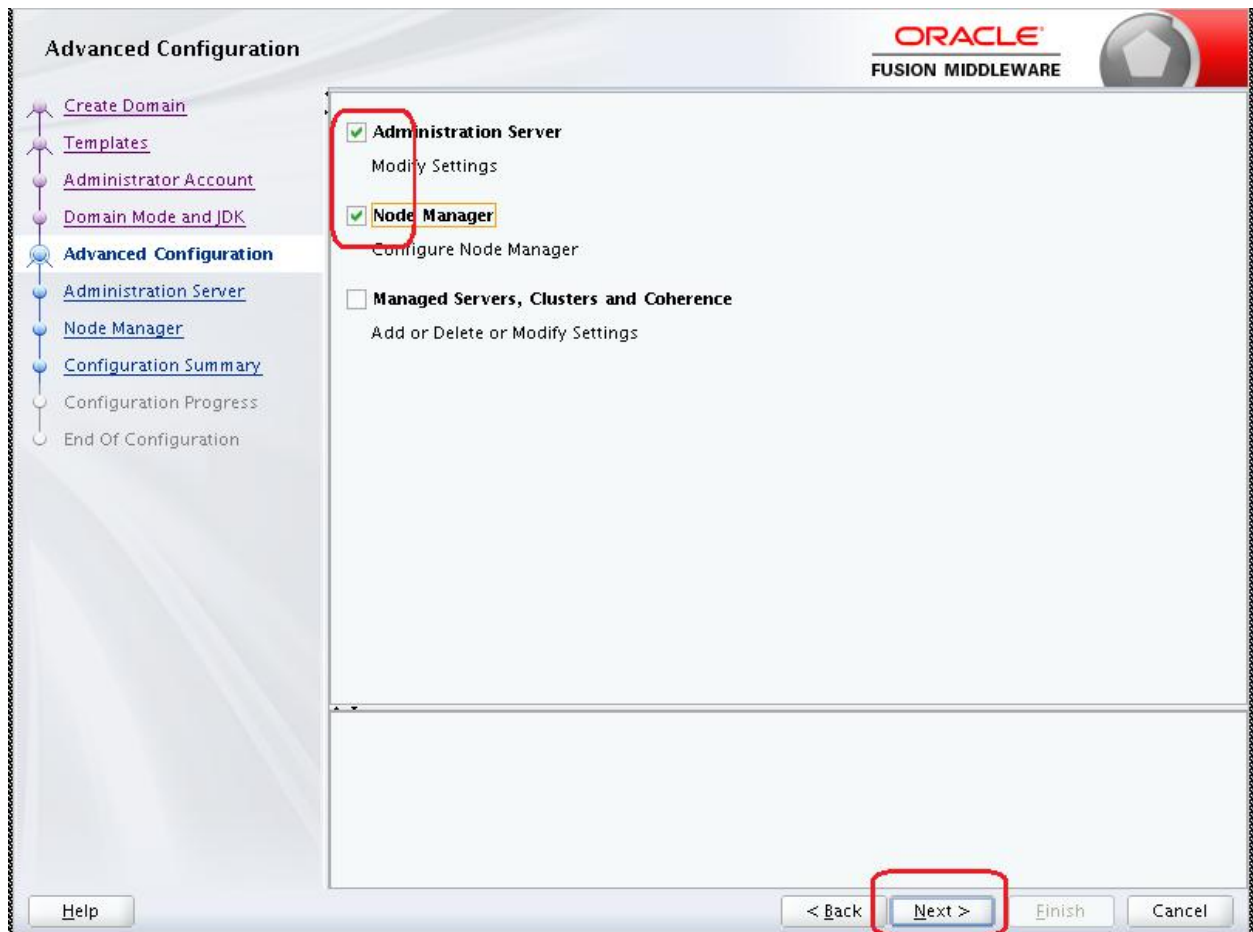 Advanced Configuration
ORACLE
FUSION MIDDLEWARE
Create Domain
Templates
Administrator Account
Domain Mode and JDK
Advanced Configuration
Administration Server
Node Manager
Configuration Summary
Configuration Progress
End Of Configuration
Administration Server
Modify Settings
Node Manager
Configure Node Manager
Managed Servers, Clusters and Coherence
Add or Delete or Modify Settings
Help
< Back
Next >
Finish
Cancel